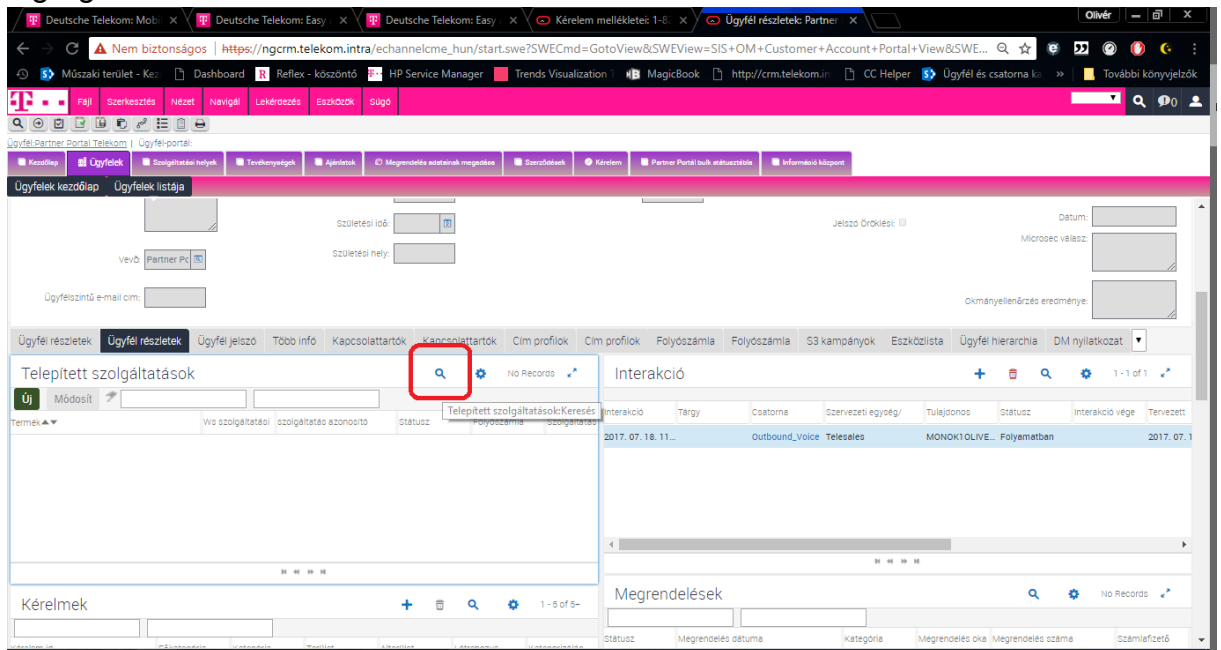 Olivér
Deutsche Telekom: Mobil
Deutsche Telekom: Easy
Deutsche Telekom: Easy
Kérelem mellékletei: 1-8
Ügyfél részletek: Partner
Nem biztonságos | https://ngcrm.telekom.intra/echannelcme_hun/start.swe?SWECmd=GotoView&SWEView=SIS+OM+Customer+Account+Portal+View&SWE...
Műszaki terület - Kez Dashboard Reflex - köszöntő HP Service Manager Trends Visualization T MagicBook http://crm.telekom.in CC Helper Ügyfél és csatorna ka » További könyvjelzők
Fájl Szerkesztés Nézet Navigál Lekérdezés Eszközök Súgó 0
Ügyfél:Partner Portal Telekom | Ügyfél-portál:
Kezdőlap Ügyfelek Szolgáltatási helyek Tevékenységek Ajánlatok Megrendelés adatainak megadása Szerződések Kérelem Partner Portál bulk státusztábla Információ központ
Ügyfelek kezdőlap Ügyfelek listája
Születési idő: Jelszó Öröklési: Dátum:
Vevő: Partner Pc Születési hely: Microsec válasz:
Ügyfélszintű e-mail cím: Okmányellenőrzés eredménye:
Ügyfél részletek Ügyfél részletek Ügyfél jelszó Több infó Kapcsolattartók Kapcsolattartók Cím profilok Cím profilok Folyószámla Folyószámla S3 kampányok Eszközlista Ügyfél hierarchia DM nyilatkozat
Telepített szolgáltatások No Records
Interakció 1 - 1 of 1
Új Módosít
Telepített szolgáltatások:Keresés
Termék Ws szolgáltatási szolgáltatás azonosító Státusz Folyószámla Szolgáltatás
Interakció Tárgy Csatorna Szervezeti egység/ Tulajdonos Státusz Interakció vége Tervezett
2017. 07. 18. 11... Outbound_Voice Telesales MONOK1OLIVE... Folyamatban 2017. 07. 1
Kérelmek 1 - 5 of 5+
Megrendelések No Records
Státusz Megrendelés dátuma Kategória Megrendelés oka Megrendelés száma Számlafizető